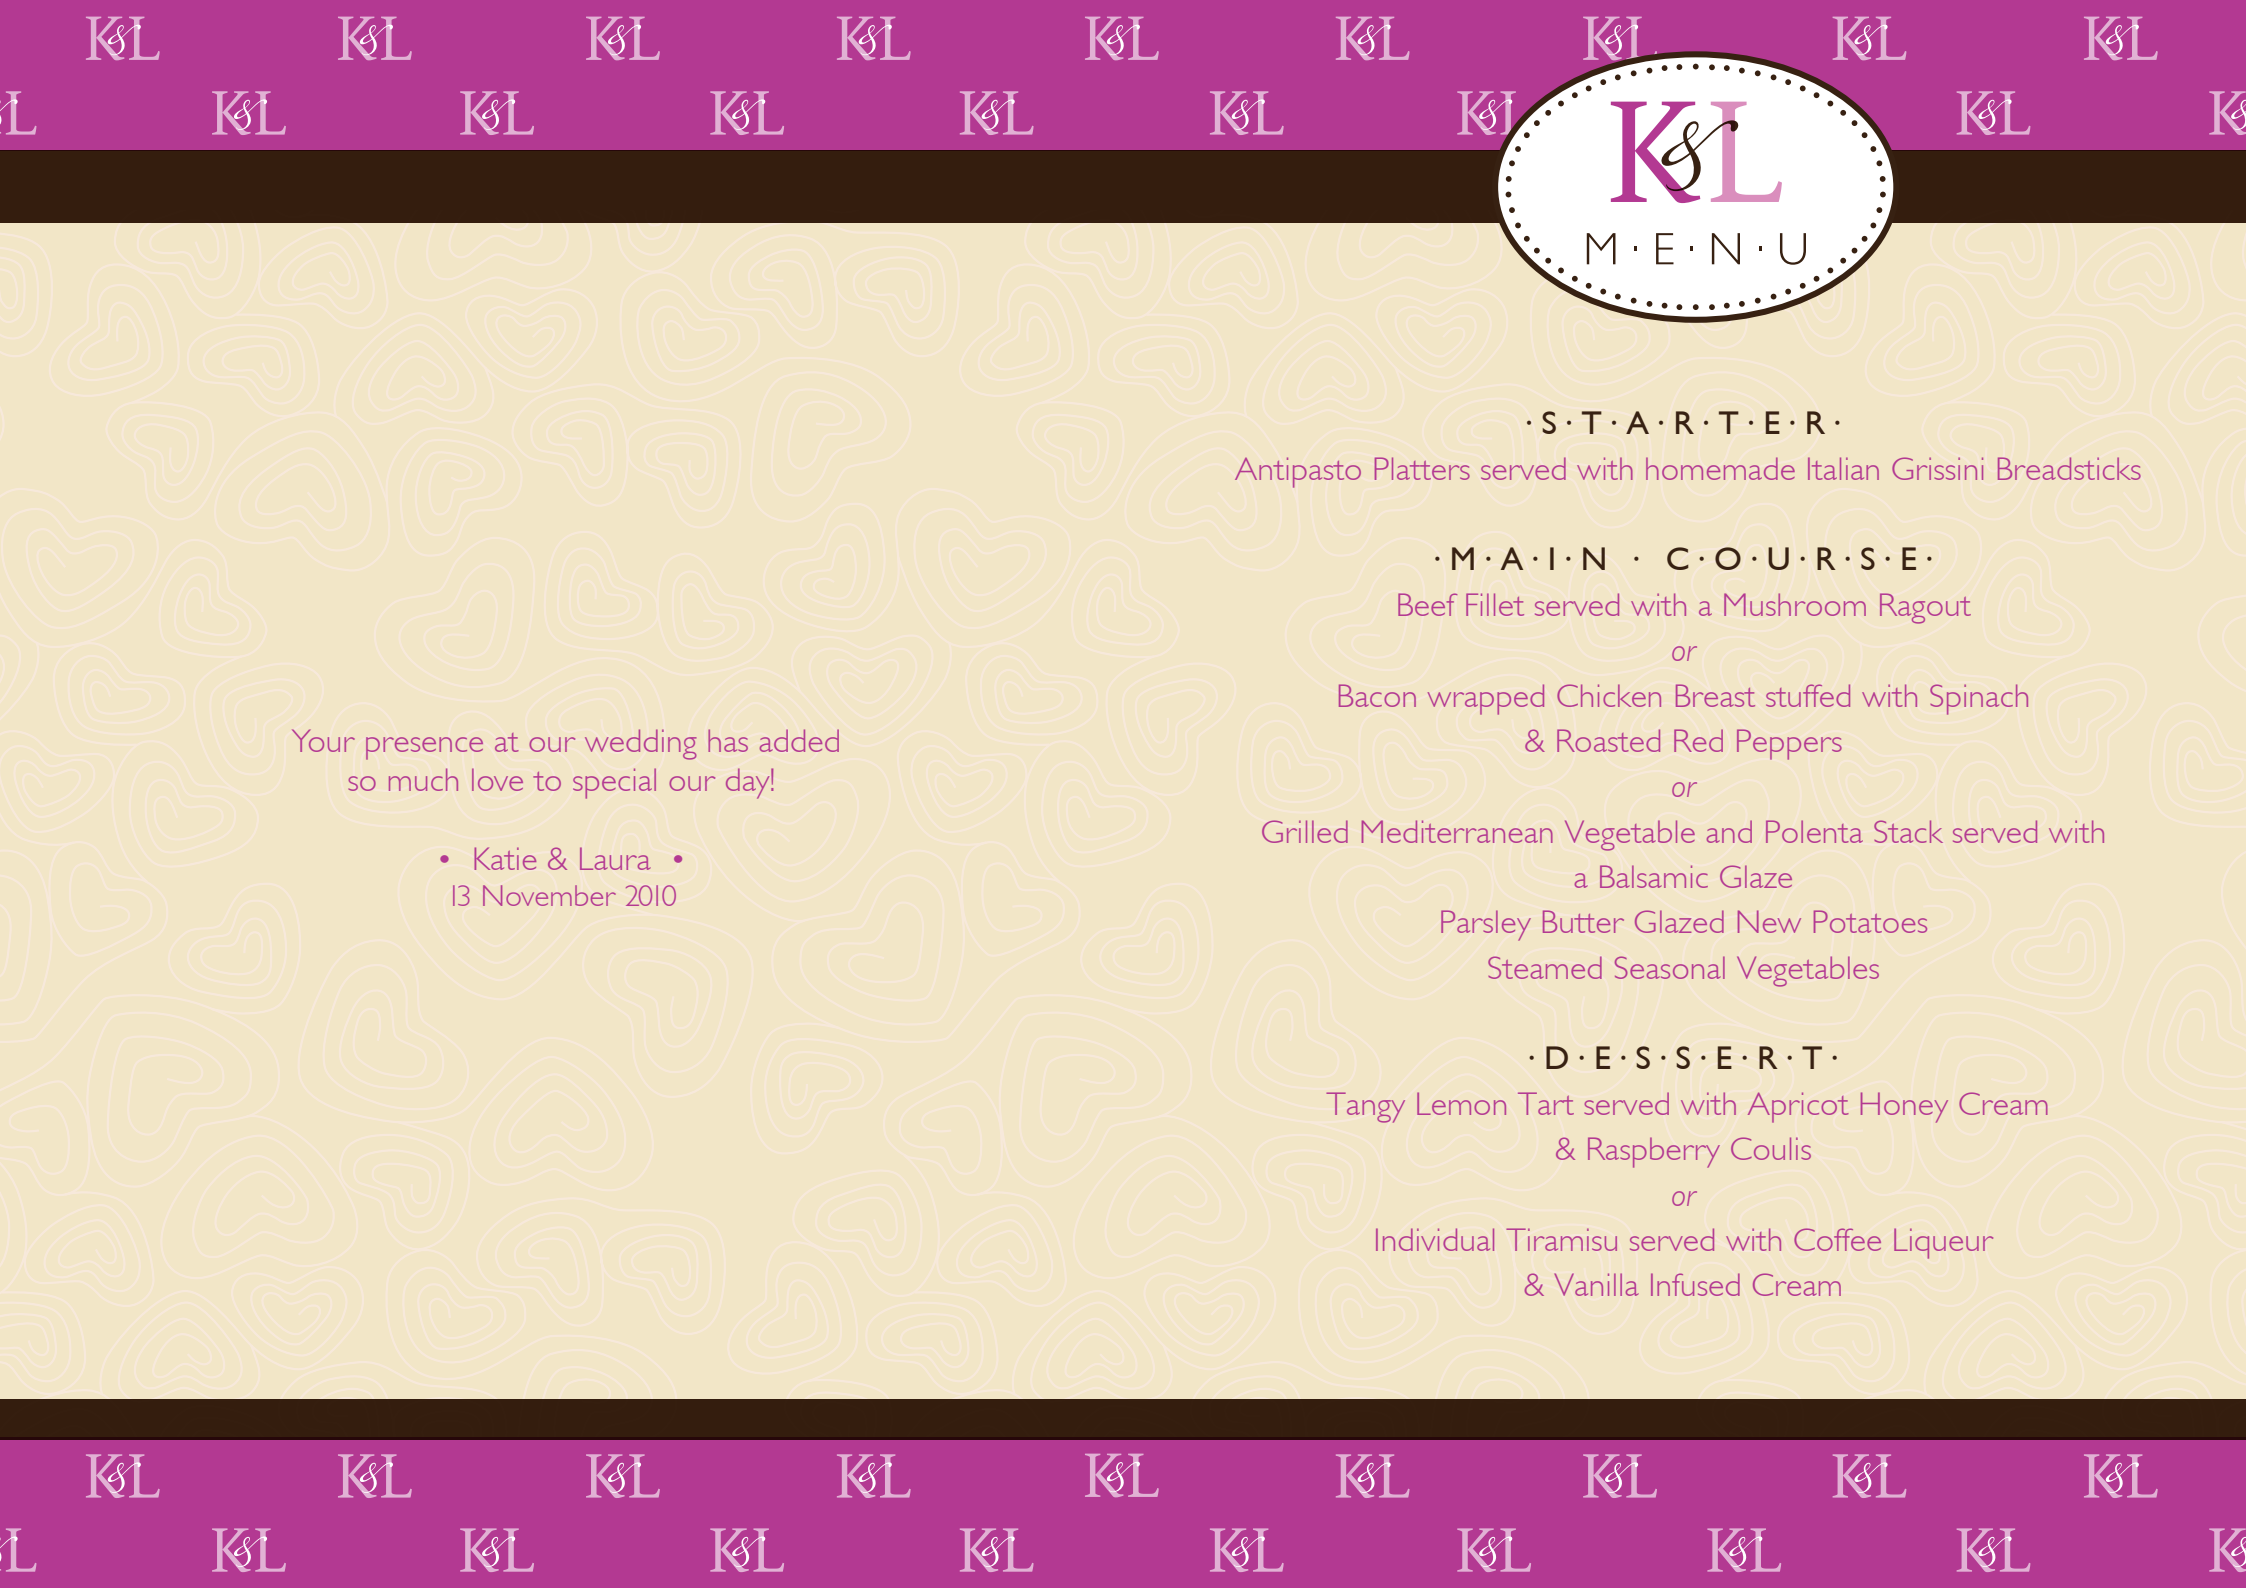 K&L K&L K&L K&L K&L K&L K&L K&L K&L
L K&L K&L K&L K&L K&L K&L K&L K
K&L
M·E·N·U
Your presence at our wedding has added
so much love to special our day!
• Katie & Laura •
13 November 2010
·S·T·A·R·T·E·R·
Antipasto Platters served with homemade Italian Grissini Breadsticks
·M·A·I·N · C·O·U·R·S·E·
Beef Fillet served with a Mushroom Ragout
or
Bacon wrapped Chicken Breast stuffed with Spinach
& Roasted Red Peppers
or
Grilled Mediterranean Vegetable and Polenta Stack served with
a Balsamic Glaze
Parsley Butter Glazed New Potatoes
Steamed Seasonal Vegetables
·D·E·S·S·E·R·T·
Tangy Lemon Tart served with Apricot Honey Cream
& Raspberry Coulis
or
Individual Tiramisu served with Coffee Liqueur
& Vanilla Infused Cream
K&L K&L K&L K&L K&L K&L K&L K&L K&L
L K&L K&L K&L K&L K&L K&L K&L K&L K